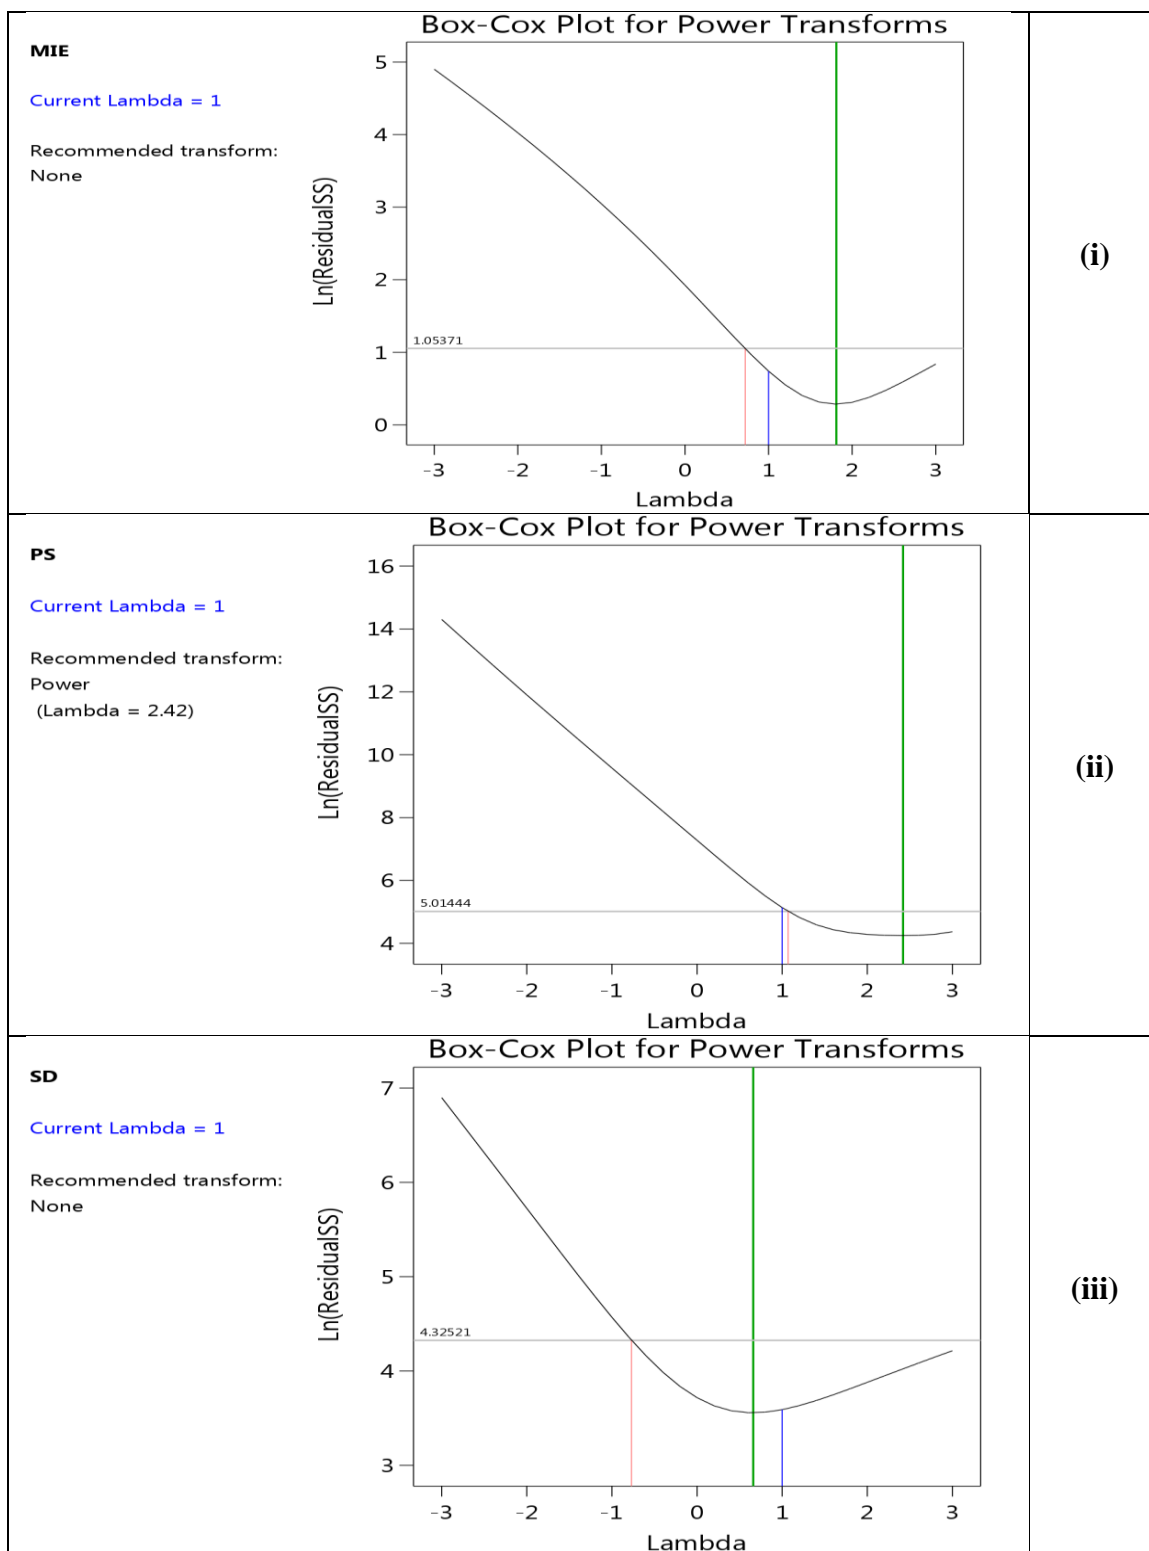 Box-Cox Plot for Power Transforms
MIE
Current Lambda = 1
Recommended transform:
None
Ln(ResidualSS)
5
4
3
2
1
0
1.05371
-3 -2 -1 0 1 2 3
Lambda
(i)
Box-Cox Plot for Power Transforms
PS
Current Lambda = 1
Recommended transform:
Power
(Lambda = 2.42)
Ln(ResidualSS)
16
14
12
10
8
6
4
5.01444
-3 -2 -1 0 1 2 3
Lambda
(ii)
Box-Cox Plot for Power Transforms
SD
Current Lambda = 1
Recommended transform:
None
Ln(ResidualSS)
7
6
5
4
3
4.32521
-3 -2 -1 0 1 2 3
Lambda
(iii)